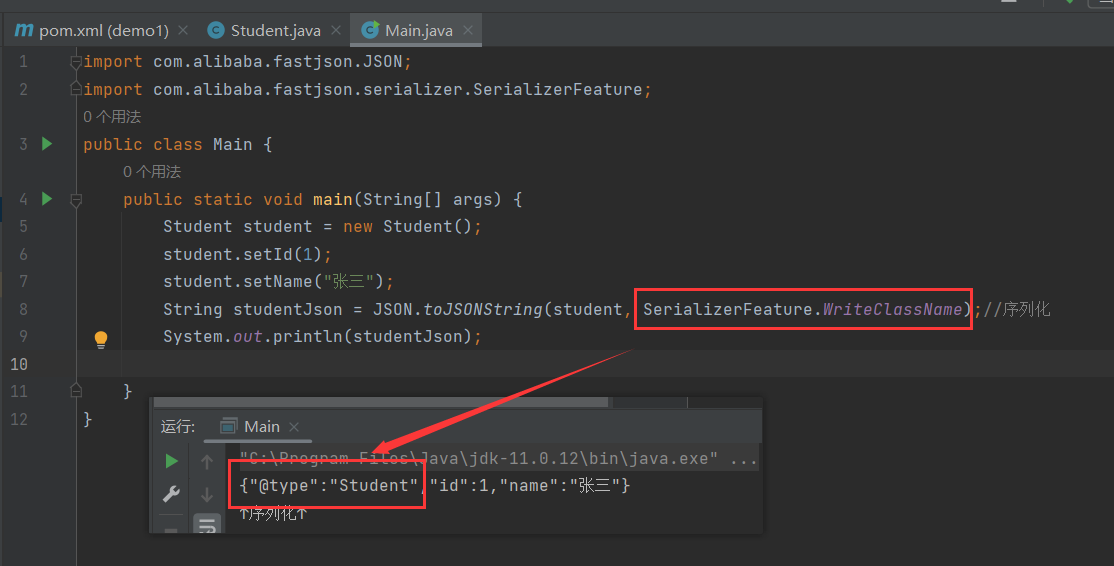 pom.xml (demo1) Student.java Main.java
1 import com.alibaba.fastjson.JSON;
2 import com.alibaba.fastjson.serializer.SerializerFeature;
0 个用法
3 public class Main {
0 个用法
4 public static void main(String[] args) {
5 Student student = new Student();
6 student.setId(1);
7 student.setName("张三");
8 String studentJson = JSON.toJSONString(student, SerializerFeature.WriteClassName);//序列化
9 System.out.println(studentJson);
10
11 }
12 }
运行: Main
"C:\Program Files\Java\jdk-11.0.12\bin\java.exe" ...
{"@type":"Student","id":1,"name":"张三"}
↑序列化↑